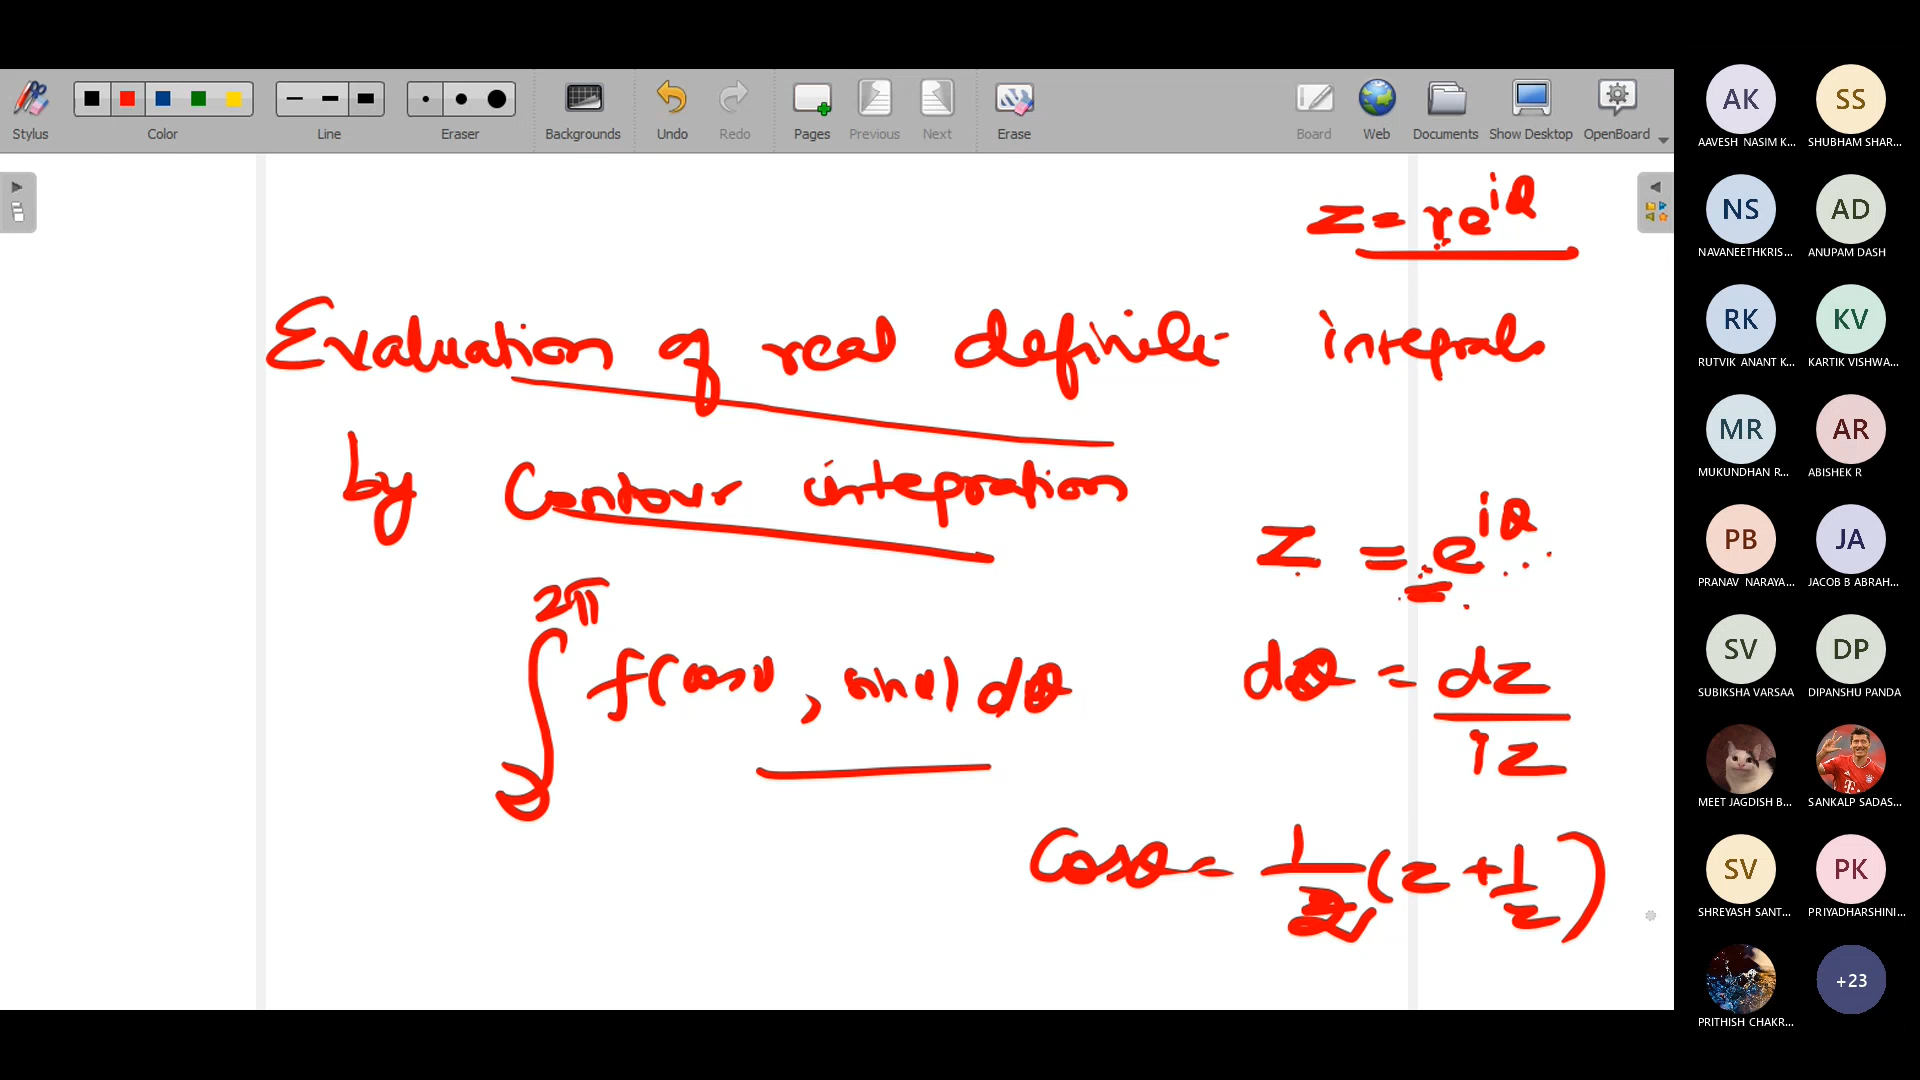 Stylus Color Line Eraser Backgrounds Undo Redo Pages Previous Next Erase Board Web Documents Show Desktop OpenBoard
z = re^{iθ}
Evaluation of real definite integrals
by Contour integration
z = e^{iθ}
∫_0^{2π} f(cosθ, sinθ) dθ
dθ = dz/iz
Cosθ = 1/2 (z + 1/z)
AK SS
AAVESH NASIM K... SHUBHAM SHAR...
NS AD
NAVANEETHKRIS... ANUPAM DASH
RK KV
RUTVIK ANANT K... KARTIK VISHWA...
MR AR
MUKUNDHAN R... ABISHEK R
PB JA
PRANAV NARAYA... JACOB B ABRAH...
SV DP
SUBIKSHA VARSAA DIPANSHU PANDA
MEET JAGDISH B... SANKALP SADAS...
SV PK
SHREYASH SANT... PRIYADHARSHINI...
+23
PRITHISH CHAKR...